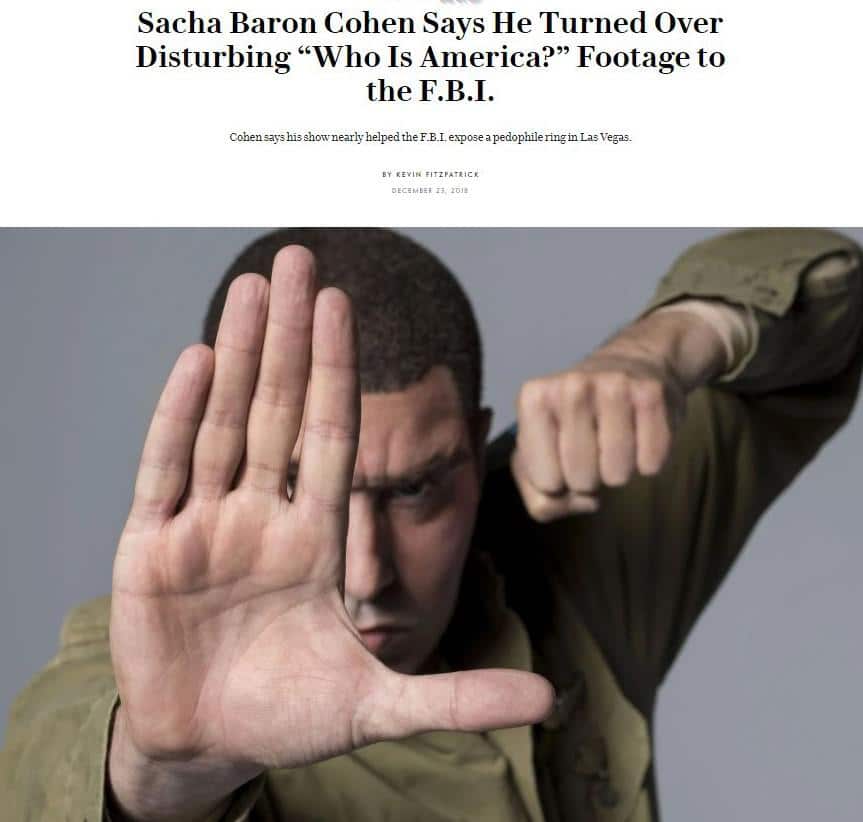 Sacha Baron Cohen Says He Turned Over
Disturbing “Who Is America?” Footage to
the F.B.I.
Cohen says his show nearly helped the F.B.I. expose a pedophile ring in Las Vegas.
BY KEVIN FITZPATRICK
DECEMBER 23, 2018